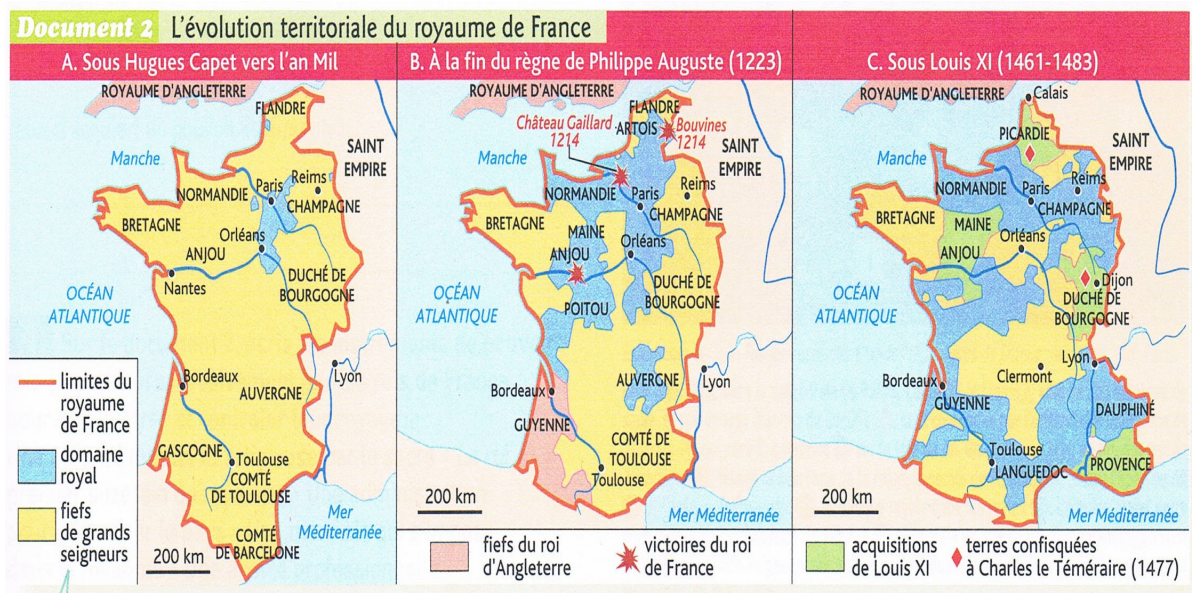 Document 2 L'évolution territoriale du royaume de France
A. Sous Hugues Capet vers l'an Mil
ROYAUME D'ANGLETERRE
FLANDRE
SAINT
EMPIRE
Manche
NORMANDIE
Paris
Reims
CHAMPAGNE
BRETAGNE
Orléans
ANJOU
Nantes
DUCHÉ DE
BOURGOGNE
OCÉAN
ATLANTIQUE
Bordeaux
Lyon
AUVERGNE
GASCOGNE
Toulouse
COMTÉ
DE TOULOUSE
Mer
Méditerranée
COMTÉ
DE BARCELONE
200 km
limites du
royaume
de France
domaine
royal
fiefs
de grands
seigneurs
B. À la fin du règne de Philippe Auguste (1223)
ROYAUME D'ANGLETERRE
FLANDRE
Château Gaillard
1214
ARTOIS
Bouvines
1214
SAINT
EMPIRE
Manche
NORMANDIE
Paris
Reims
CHAMPAGNE
BRETAGNE
MAINE
Orléans
ANJOU
DUCHÉ DE
BOURGOGNE
POITOU
OCÉAN
ATLANTIQUE
Bordeaux
AUVERGNE
Lyon
GUYENNE
COMTÉ DE
TOULOUSE
Toulouse
200 km
Mer Méditerranée
fiefs du roi
d'Angleterre
victoires du roi
de France
C. Sous Louis XI (1461-1483)
ROYAUME D'ANGLETERRE
Calais
PICARDIE
SAINT
EMPIRE
Manche
NORMANDIE
Paris
Reims
CHAMPAGNE
BRETAGNE
MAINE
Orléans
ANJOU
Dijon
DUCHÉ DE
BOURGOGNE
OCÉAN
ATLANTIQUE
Lyon
Bordeaux
Clermont
GUYENNE
DAUPHINÉ
Toulouse
LANGUEDOC
PROVENCE
200 km
Mer Méditerranée
acquisitions
de Louis XI
terres confisquées
à Charles le Téméraire (1477)